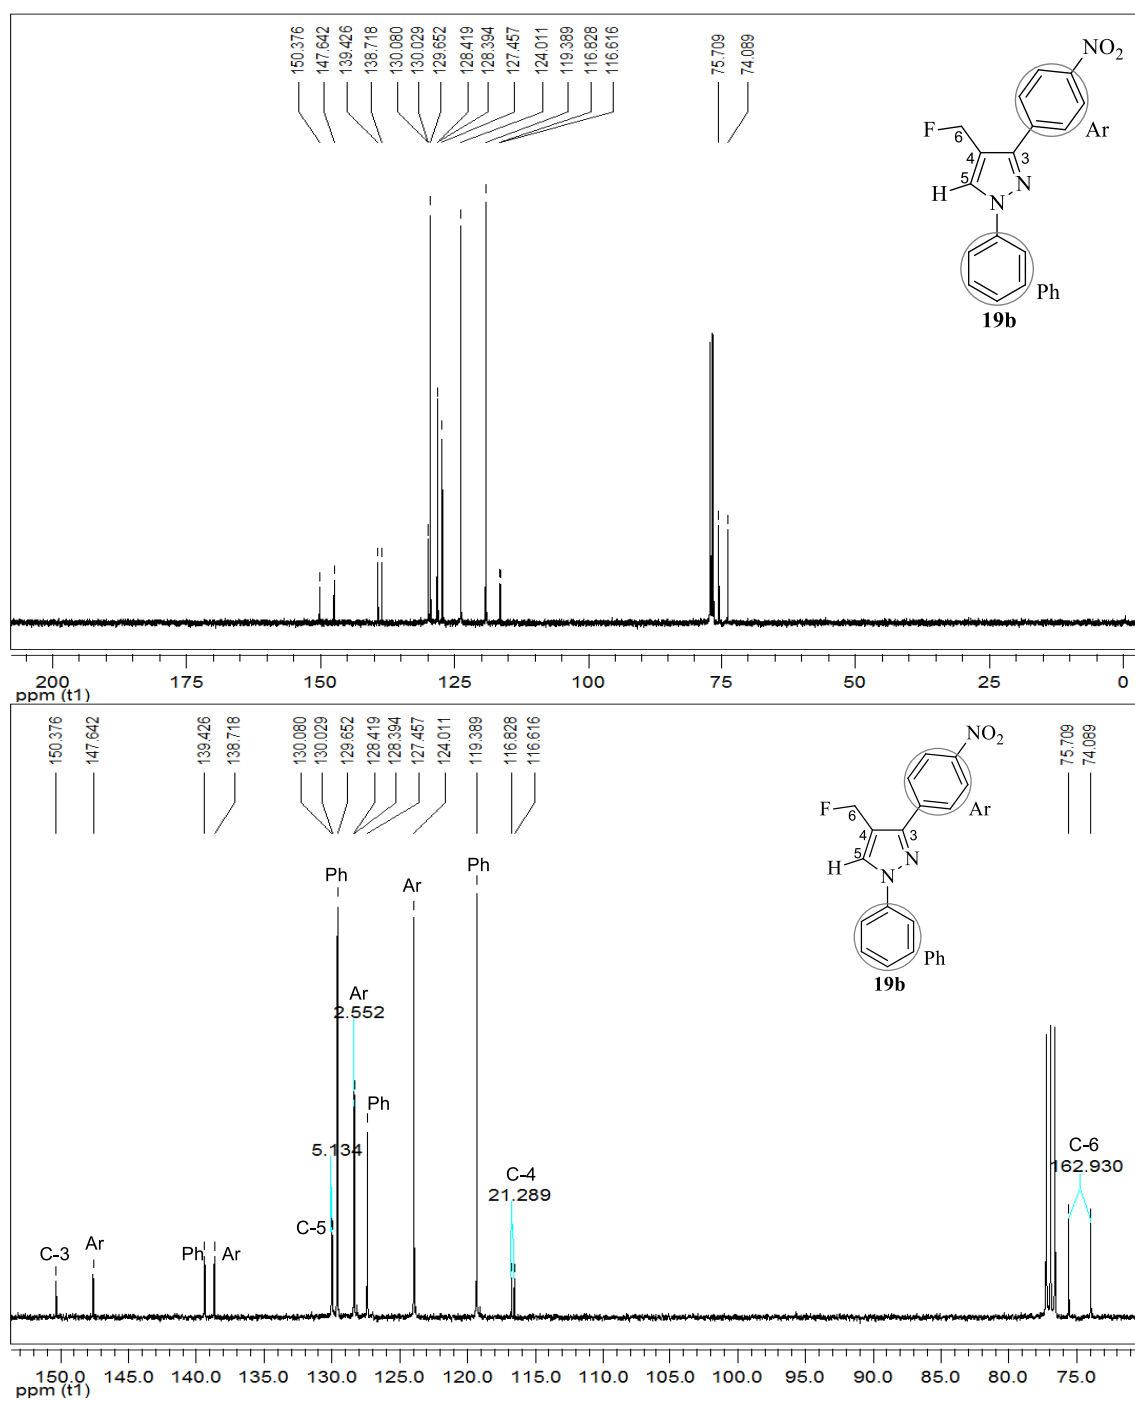 150.376
147.642
139.426
138.718
130.080
130.029
129.652
128.419
128.394
127.457
124.011
119.389
116.828
116.616
75.709
74.089
NO2
F
6
Ar
4
3
5
H
N
N
Ph
19b
200 175 150 125 100 75 50 25 0
ppm (t1)
150.376
147.642
139.426
138.718
130.080
130.029
129.652
128.419
128.394
127.457
124.011
119.389
116.828
116.616
75.709
74.089
NO2
F
6
Ar
4
3
5
H
N
N
Ph
19b
Ph
Ar
Ph
Ar
2.552
Ph
5.134
C-4
21.289
C-6
162.930
C-5
C-3
Ar
Ph
Ar
150.0 145.0 140.0 135.0 130.0 125.0 120.0 115.0 110.0 105.0 100.0 95.0 90.0 85.0 80.0 75.0
ppm (t1)